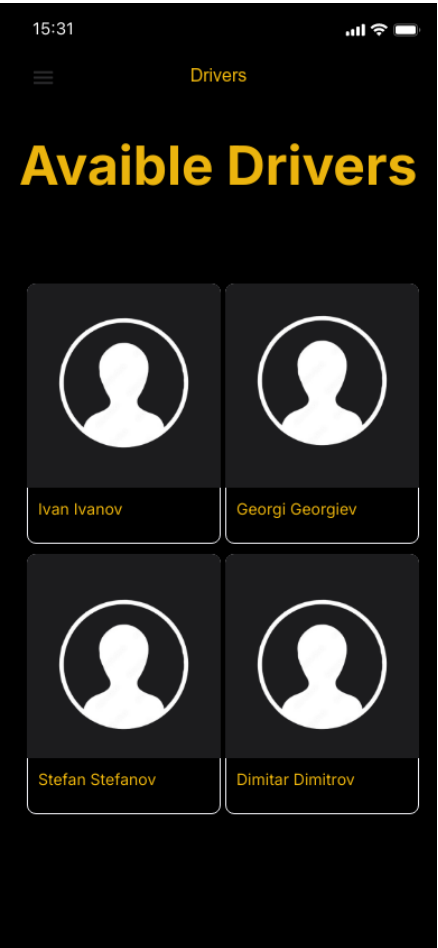 15:31
Drivers
Avaible Drivers
Ivan Ivanov
Georgi Georgiev
Stefan Stefanov
Dimitar Dimitrov